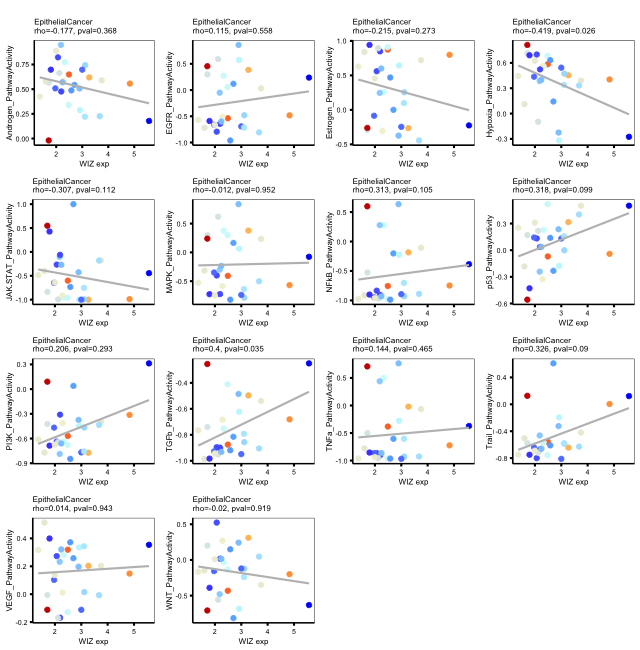 EpithelialCancer
rho=-0.177, pval=0.368
Androgen_PathwayActivity
0.75
0.50
0.25
0.00
2 3 4 5
WIZ exp
EpithelialCancer
rho=0.115, pval=0.558
EGFR_PathwayActivity
1.0
0.5
0.0
-0.5
-1.0
2 3 4 5
WIZ exp
EpithelialCancer
rho=-0.215, pval=0.273
Estrogen_PathwayActivity
1.0
0.5
0.0
-0.5
2 3 4 5
WIZ exp
EpithelialCancer
rho=-0.419, pval=0.026
Hypoxia_PathwayActivity
0.6
0.3
0.0
-0.3
2 3 4 5
WIZ exp
EpithelialCancer
rho=-0.307, pval=0.112
JAK-STAT_PathwayActivity
1.0
0.5
0.0
-0.5
-1.0
2 3 4 5
WIZ exp
EpithelialCancer
rho=-0.012, pval=0.952
MAPK_PathwayActivity
0.5
0.0
-0.5
2 3 4 5
WIZ exp
EpithelialCancer
rho=0.313, pval=0.105
NFkB_PathwayActivity
0.5
0.0
-0.5
-1.0
2 3 4 5
WIZ exp
EpithelialCancer
rho=0.318, pval=0.099
p53_PathwayActivity
0.3
0.0
-0.3
-0.6
2 3 4 5
WIZ exp
EpithelialCancer
rho=0.206, pval=0.293
PI3K_PathwayActivity
0.3
0.0
-0.3
-0.6
-0.9
2 3 4 5
WIZ exp
EpithelialCancer
rho=0.4, pval=0.035
TGFb_PathwayActivity
-0.4
-0.6
-0.8
-1.0
2 3 4 5
WIZ exp
EpithelialCancer
rho=0.144, pval=0.465
TNFa_PathwayActivity
0.5
0.0
-0.5
-1.0
2 3 4 5
WIZ exp
EpithelialCancer
rho=0.326, pval=0.09
Trail_PathwayActivity
0.4
0.0
-0.4
-0.8
2 3 4 5
WIZ exp
EpithelialCancer
rho=0.014, pval=0.943
VEGF_PathwayActivity
0.4
0.2
0.0
-0.2
2 3 4 5
WIZ exp
EpithelialCancer
rho=-0.02, pval=0.919
WNT_PathwayActivity
0.5
0.0
-0.5
2 3 4 5
WIZ exp